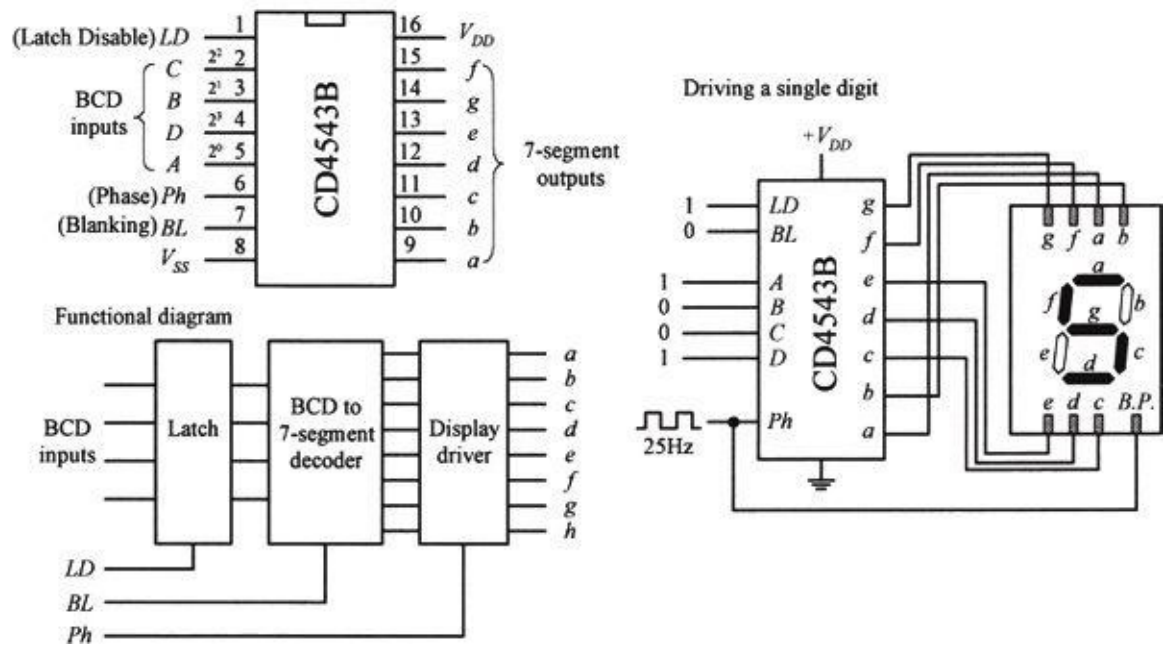 (Latch Disable) LD 1 16 V_DD
C 2² 2 15 f
B 2¹ 3 14 g
D 2³ 4 13 e
A 2⁰ 5 12 d
(Phase) Ph 6 11 c
(Blanking) BL 7 10 b
V_SS 8 9 a
BCD
inputs
CD4543B
7-segment
outputs
Functional diagram
BCD
inputs
Latch
BCD to
7-segment
decoder
Display
driver
a
b
c
d
e
f
g
h
LD
BL
Ph
Driving a single digit
+V_DD
1 LD g
0 BL f
1 A e
0 B d
0 C c
1 D b
Ph a
25Hz
CD4543B
g f a b
a
f b
g
e c
d
e d c B.P.